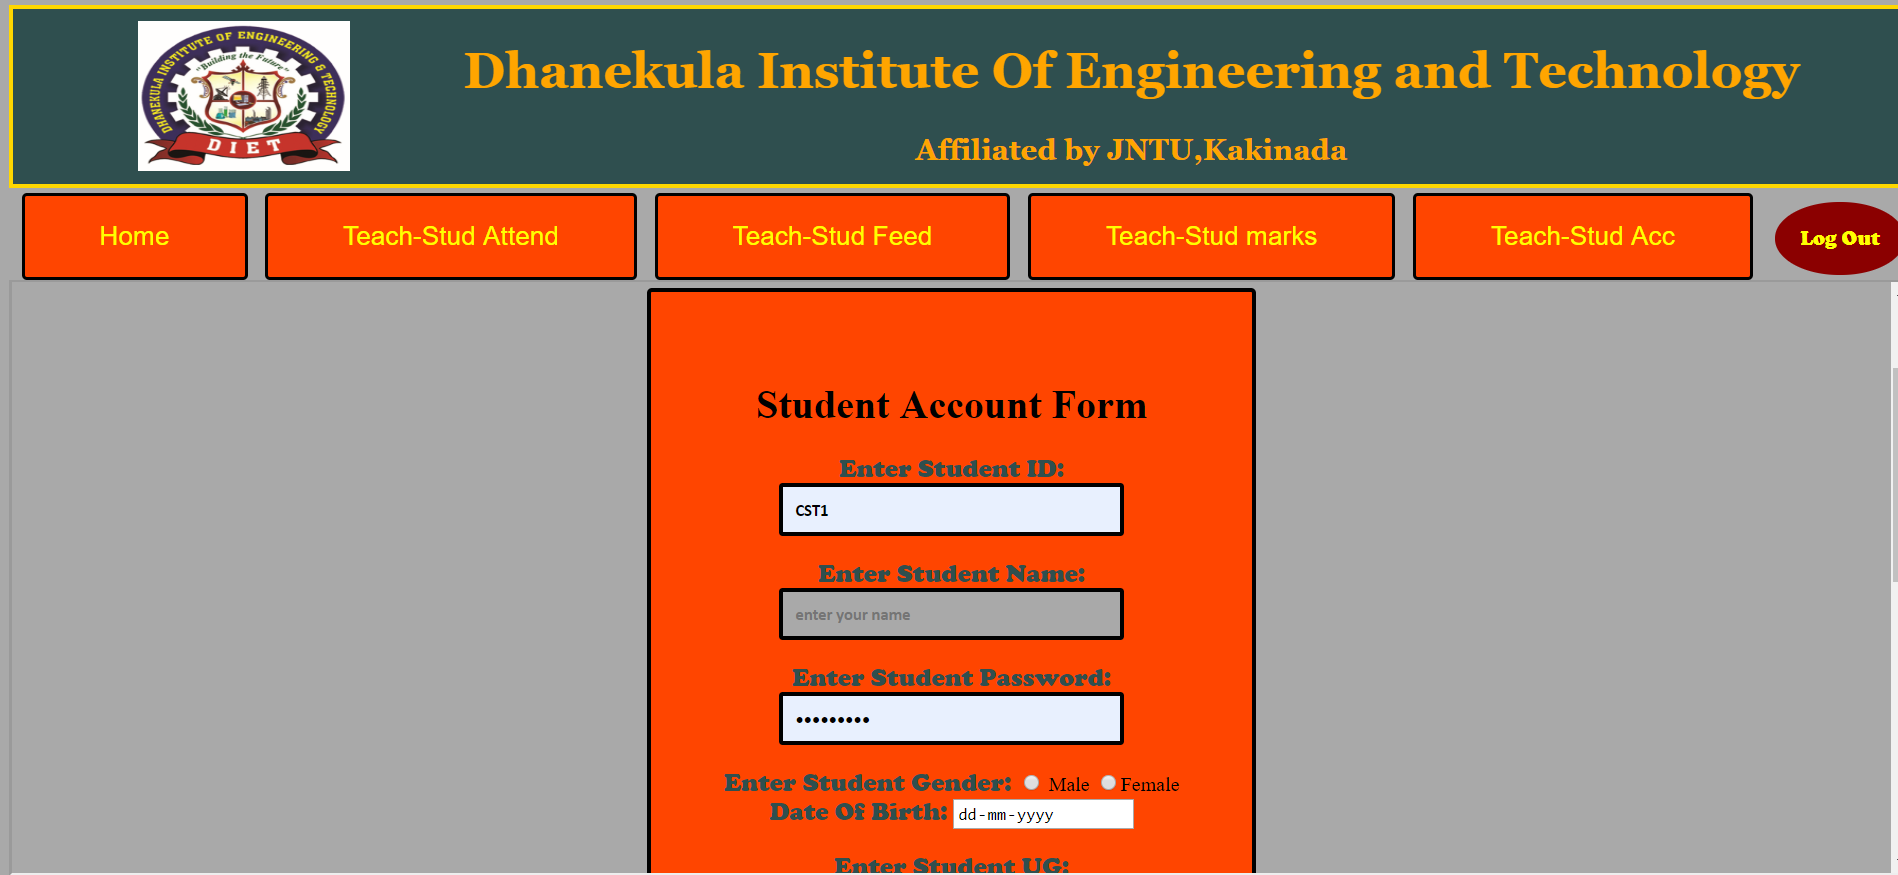 DHANEKULA INSTITUTE OF ENGINEERING & TECHNOLOGY
"Building the Future"
DIET
Dhanekula Institute Of Engineering and Technology
Affiliated by JNTU,Kakinada
Home
Teach-Stud Attend
Teach-Stud Feed
Teach-Stud marks
Teach-Stud Acc
Log Out
Student Account Form
Enter Student ID:
CST1
Enter Student Name:
enter your name
Enter Student Password:
•••••••••
Enter Student Gender: Male Female
Date Of Birth: dd-mm-yyyy
Enter Student UG: